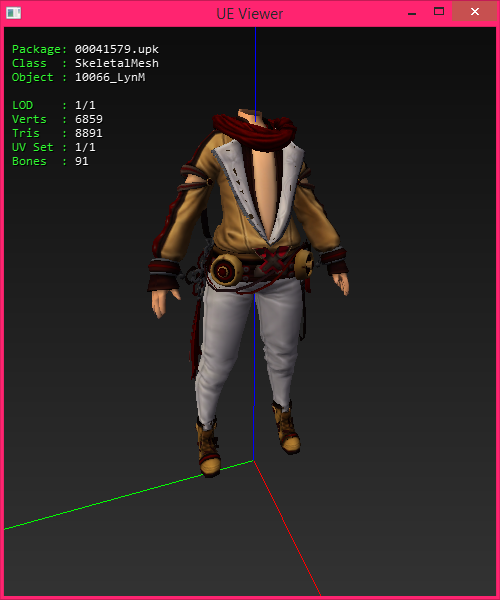 UE Viewer
Package: 00041579.upk
Class : SkeletalMesh
Object : 10066_LynM
LOD : 1/1
Verts : 6859
Tris : 8891
UV Set : 1/1
Bones : 91